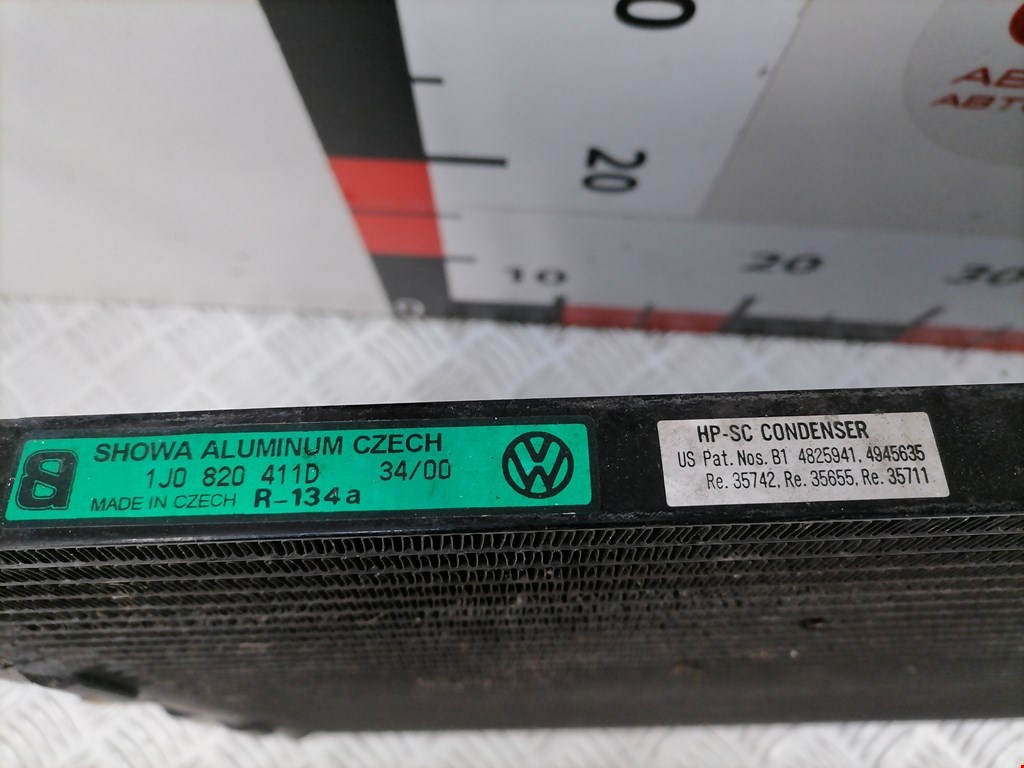 0
20
10 20 30
0
SHOWA ALUMINUM CZECH
1J0 820 411D 34/00
MADE IN CZECH R-134a
HP-SC CONDENSER
US Pat. Nos. B1 4825941. 4945635
Re. 35742, Re. 35655, Re. 35711